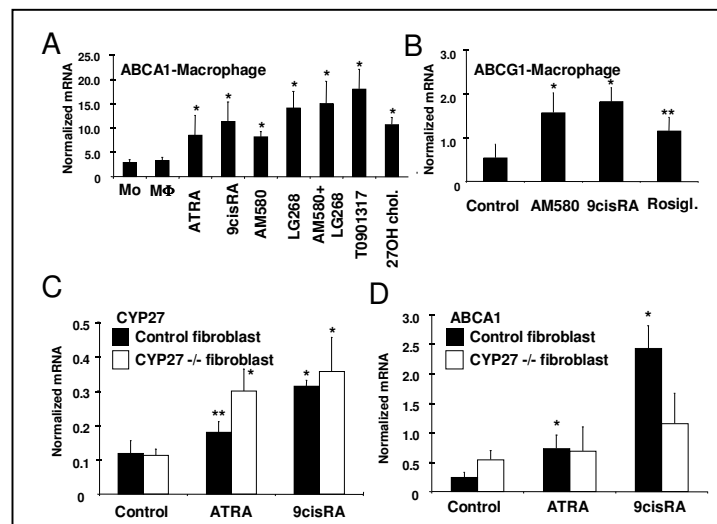 A
ABCA1-Macrophage
Normalized mRNA
25.0
20.0
15.0
10.0
5.0
0.0
* * * * * * *
Mo
MΦ
ATRA
9cisRA
AM580
LG268
AM580+
LG268
T0901317
27OH chol.
B
ABCG1-Macrophage
Normalized mRNA
3.0
2.0
1.0
0
* * **
Control AM580 9cisRA Rosigl.
C
CYP27
Control fibroblast
CYP27 -/- fibroblast
Normalized mRNA
0.5
0.4
0.3
0.2
0.1
0
** * * *
Control ATRA 9cisRA
D
ABCA1
Control fibroblast
CYP27 -/- fibroblast
Normalized mRNA
3.0
2.5
2.0
1.5
1.0
0.5
0
* *
Control ATRA 9cisRA